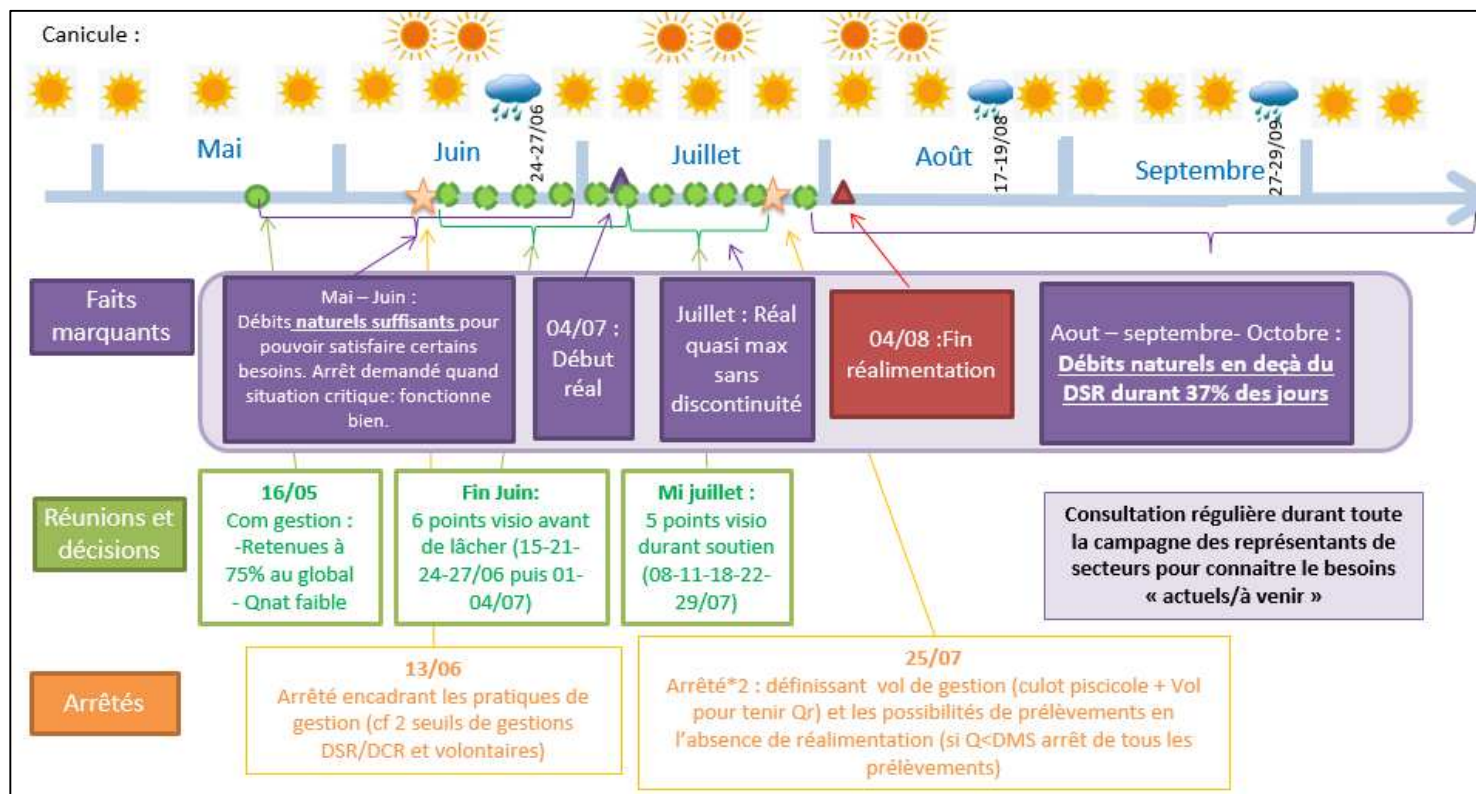 Canicule :
Mai
Juin
24-27/06
Juillet
Août
17-19/08
Septembre
27-29/09
Faits
marquants
Mai – Juin :
Débits naturels suffisants pour
pouvoir satisfaire certains
besoins. Arrêt demandé quand
situation critique: fonctionne
bien.
04/07 :
Début
réal
Juillet : Réal
quasi max
sans
discontinuité
04/08 :Fin
réalimentation
Aout – septembre- Octobre :
Débits naturels en deçà du
DSR durant 37% des jours
Réunions et
décisions
16/05
Com gestion :
-Retenues à
75% au global
- Qnat faible
Fin Juin:
6 points visio avant
de lâcher (15-21-
24-27/06 puis 01-
04/07)
Mi juillet :
5 points visio
durant soutien
(08-11-18-22-
29/07)
Consultation régulière durant toute
la campagne des représentants de
secteurs pour connaitre le besoins
« actuels/à venir »
Arrêtés
13/06
Arrêté encadrant les pratiques de
gestion (cf 2 seuils de gestions
DSR/DCR et volontaires)
25/07
Arrêté*2 : définissant vol de gestion (culot piscicole + Vol
pour tenir Qr) et les possibilités de prélèvements en
l'absence de réalimentation (si Q<DMS arrêt de tous les
prélèvements)